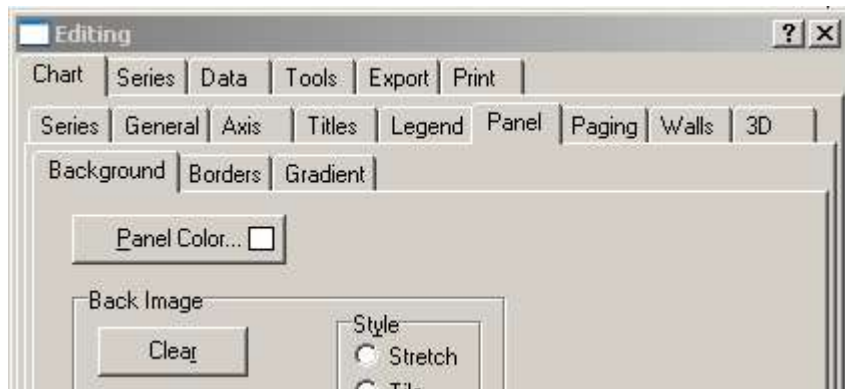 Editing ? X
Chart Series Data Tools Export Print
Series General Axis Titles Legend Panel Paging Walls 3D
Background Borders Gradient
Panel Color...
Back Image
Style
Clear
Stretch
Tile